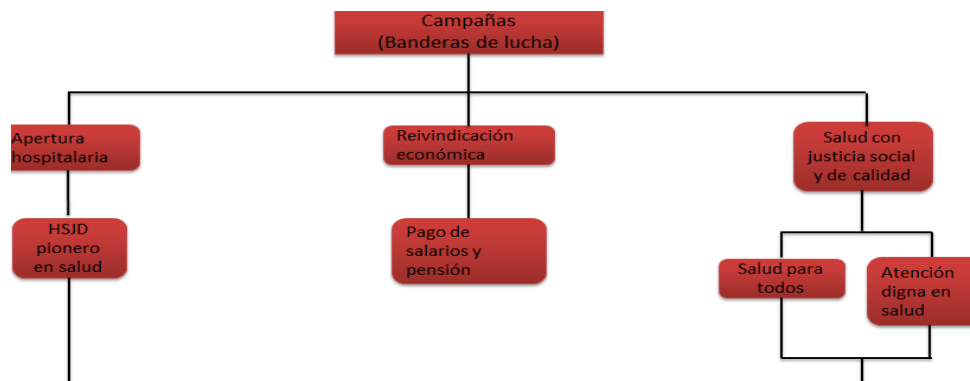 Campañas
(Banderas de lucha)
Apertura
hospitalaria
Reivindicación
económica
Salud con
justicia social
y de calidad
HSJD
pionero
en salud
Pago de
salarios y
pensión
Salud para
todos
Atención
digna en
salud